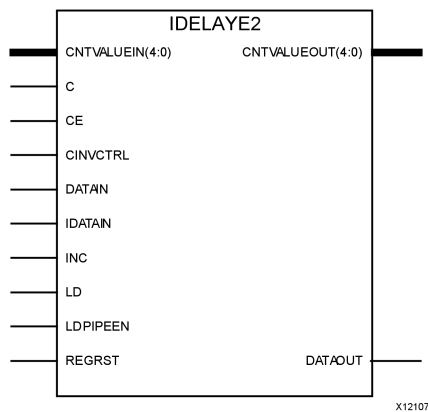 IDELAYE2
CNTVALUEIN(4:0) CNTVALUEOUT(4:0)
C
CE
CINVCTRL
DATAIN
IDATAIN
INC
LD
LDPIPEEN
REGRST DATAOUT
X12107